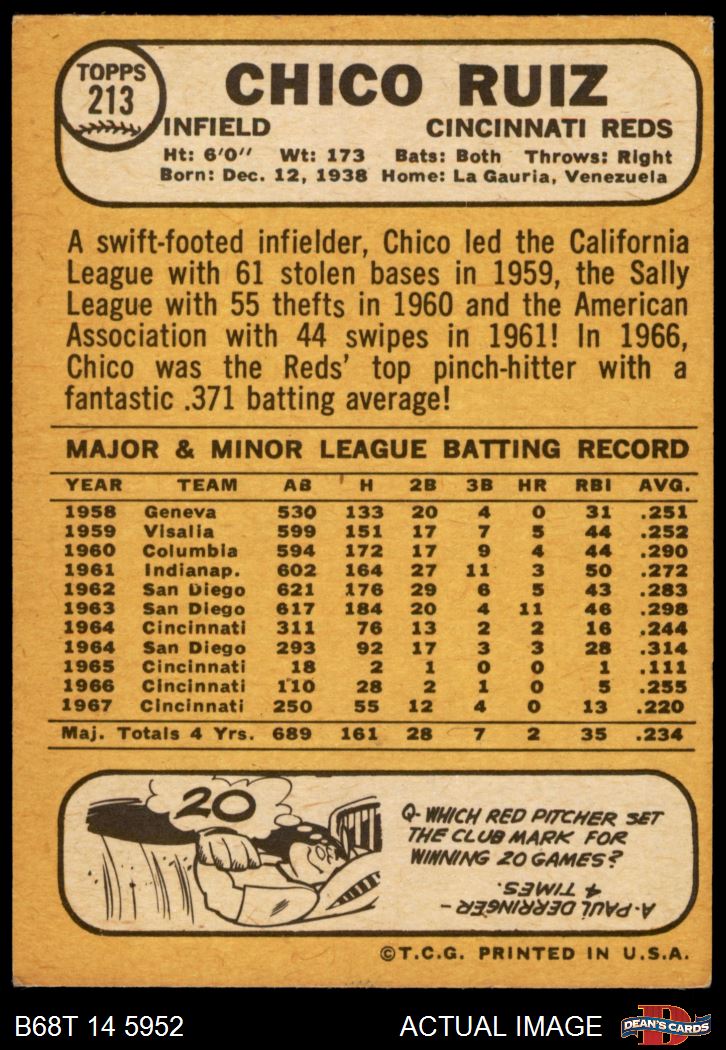 TOPPS
213
CHICO RUIZ
INFIELD CINCINNATI REDS
Ht: 6'0" Wt: 173 Bats: Both Throws: Right
Born: Dec. 12, 1938 Home: La Gauria, Venezuela
A swift-footed infielder, Chico led the California
League with 61 stolen bases in 1959, the Sally
League with 55 thefts in 1960 and the American
Association with 44 swipes in 1961! In 1966,
Chico was the Reds' top pinch-hitter with a
fantastic .371 batting average!
MAJOR & MINOR LEAGUE BATTING RECORD
YEAR TEAM AB H 2B 3B HR RBI AVG.
1958 Geneva 530 133 20 4 0 31 .251
1959 Visalia 599 151 17 7 5 44 .252
1960 Columbia 594 172 17 9 4 44 .290
1961 Indianap. 602 164 27 11 3 50 .272
1962 San Diego 621 176 29 6 5 43 .283
1963 San Diego 617 184 20 4 11 46 .298
1964 Cincinnati 311 76 13 2 2 16 .244
1964 San Diego 293 92 17 3 3 28 .314
1965 Cincinnati 18 2 1 0 0 1 .111
1966 Cincinnati 110 28 2 1 0 5 .255
1967 Cincinnati 250 55 12 4 0 13 .220
Maj. Totals 4 Yrs. 689 161 28 7 2 35 .234
20
Q- WHICH RED PITCHER SET
THE CLUB MARK FOR
WINNING 20 GAMES?
A- PAUL DERRINGER -
4 TIMES.
©T.C.G. PRINTED IN U.S.A.
B68T 14 5952 ACTUAL IMAGE
D
DEAN'S CARDS